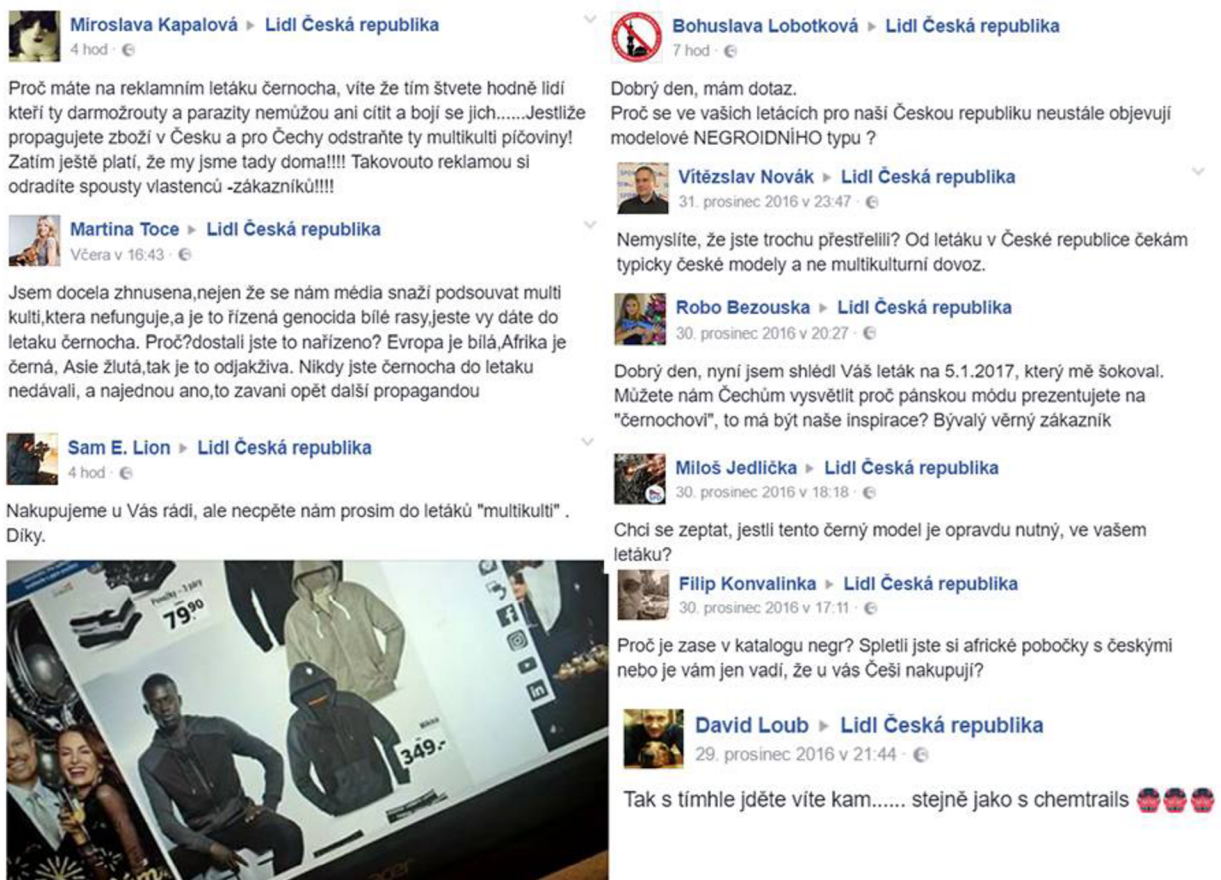 Miroslava Kapalová ▸ Lidl Česká republika
4 hod ·
Proč máte na reklamním letáku černocha, víte že tím štvete hodně lidí
kteří ty darmožrouty a parazity nemůžou ani cítit a bojí se jich......Jestliže
propagujete zboží v Česku a pro Čechy odstraňte ty multikulti píčoviny!
Zatím ještě platí, že my jsme tady doma!!!! Takovouto reklamou si
odradíte spousty vlastenců -zákazníků!!!!
Martina Toce ▸ Lidl Česká republika
Včera v 16:43 ·
Jsem docela zhnusena,nejen že se nám média snaží podsouvat multi
kulti,ktera nefunguje,a je to řízená genocida bílé rasy,jeste vy dáte do
letaku černocha. Proč?dostali jste to nařízeno? Evropa je bílá,Afrika je
černá, Asie žlutá,tak je to odjakživa. Nikdy jste černocha do letaku
nedávali, a najednou ano,to zavani opět další propagandou
Sam E. Lion ▸ Lidl Česká republika
4 hod ·
Nakupujeme u Vás rádi, ale necpěte nám prosim do letáků "multikulti" .
Díky.
Ponožky - 3 páry
79⁹⁰
Mikina
349.-
acer
Bohuslava Lobotková ▸ Lidl Česká republika
7 hod ·
Dobrý den, mám dotaz.
Proč se ve vašich letácích pro naší Českou republiku neustále objevují
modelové NEGROIDNÍHO typu ?
Vítězslav Novák ▸ Lidl Česká republika
31. prosinec 2016 v 23:47 ·
Nemyslíte, že jste trochu přestřelili? Od letáku v České republice čekám
typicky české modely a ne multikulturní dovoz.
Robo Bezouska ▸ Lidl Česká republika
30. prosinec 2016 v 20:27 ·
Dobrý den, nyní jsem shlédl Váš leták na 5.1.2017, který mě šokoval.
Můžete nám Čechům vysvětlit proč pánskou módu prezentujete na
"černochovi", to má být naše inspirace? Bývalý věrný zákazník
Miloš Jedlička ▸ Lidl Česká republika
30. prosinec 2016 v 18:18 ·
Chci se zeptat, jestli tento černý model je opravdu nutný, ve vašem
letáku?
Filip Konvalinka ▸ Lidl Česká republika
30. prosinec 2016 v 17:11 ·
Proč je zase v katalogu negr? Spletli jste si africké pobočky s českými
nebo je vám jen vadí, že u vás Češi nakupují?
David Loub ▸ Lidl Česká republika
29. prosinec 2016 v 21:44 ·
Tak s tímhle jděte víte kam...... stejně jako s chemtrails